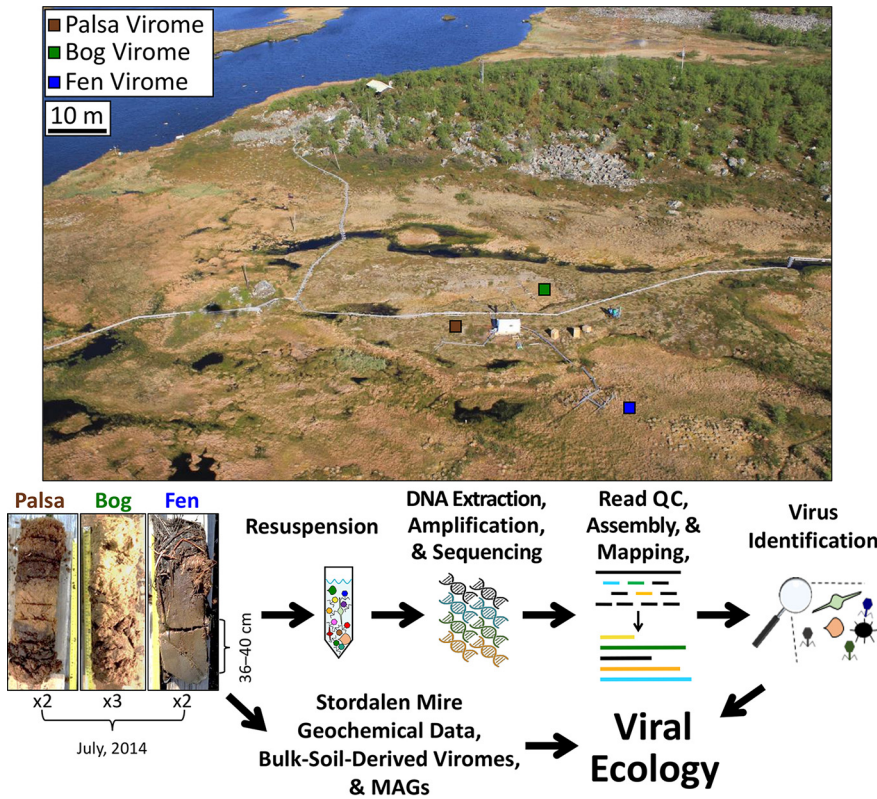 Palsa Virome
Bog Virome
Fen Virome
10 m
Palsa
Bog
Fen
36–40 cm
x2
x3
x2
July, 2014
Resuspension
DNA Extraction,
Amplification,
& Sequencing
Read QC,
Assembly, &
Mapping,
Virus
Identification
Stordalen Mire
Geochemical Data,
Bulk-Soil-Derived Viromes,
& MAGs
Viral
Ecology